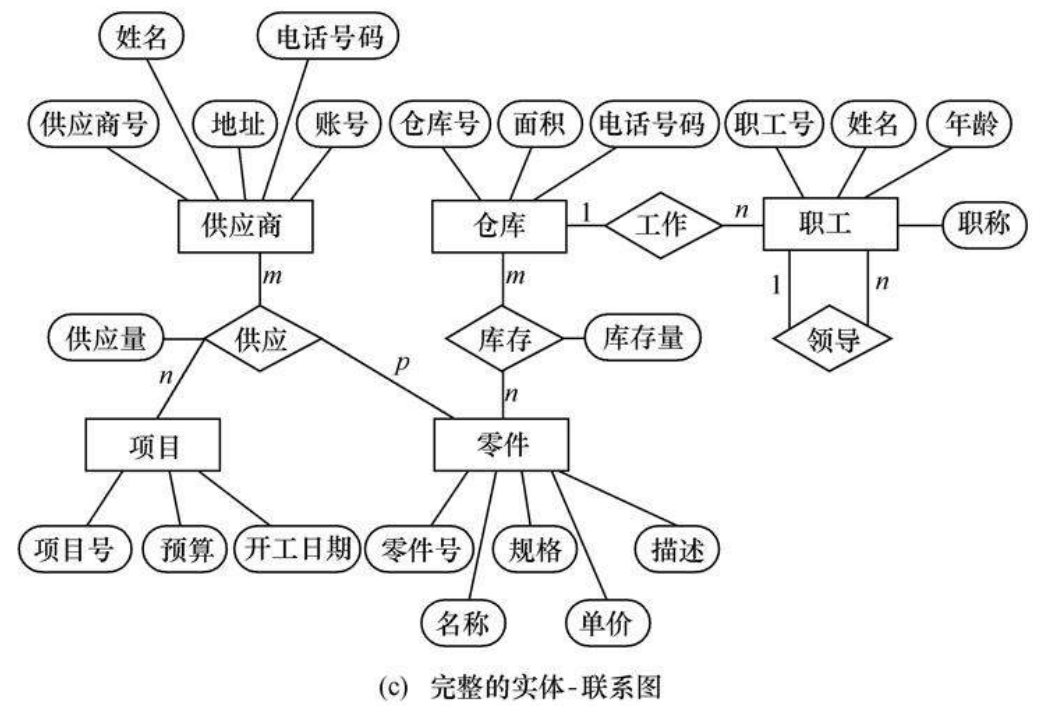 姓名 电话号码
供应商号 地址 账号 仓库号 面积 电话号码 职工号 姓名 年龄
供应商 仓库 1 工作 n 职工 职称
m m 1 n
供应量 供应 库存 库存量 领导
n p n
项目 零件
项目号 预算 开工日期 零件号 规格 描述
名称 单价
(c) 完整的实体-联系图